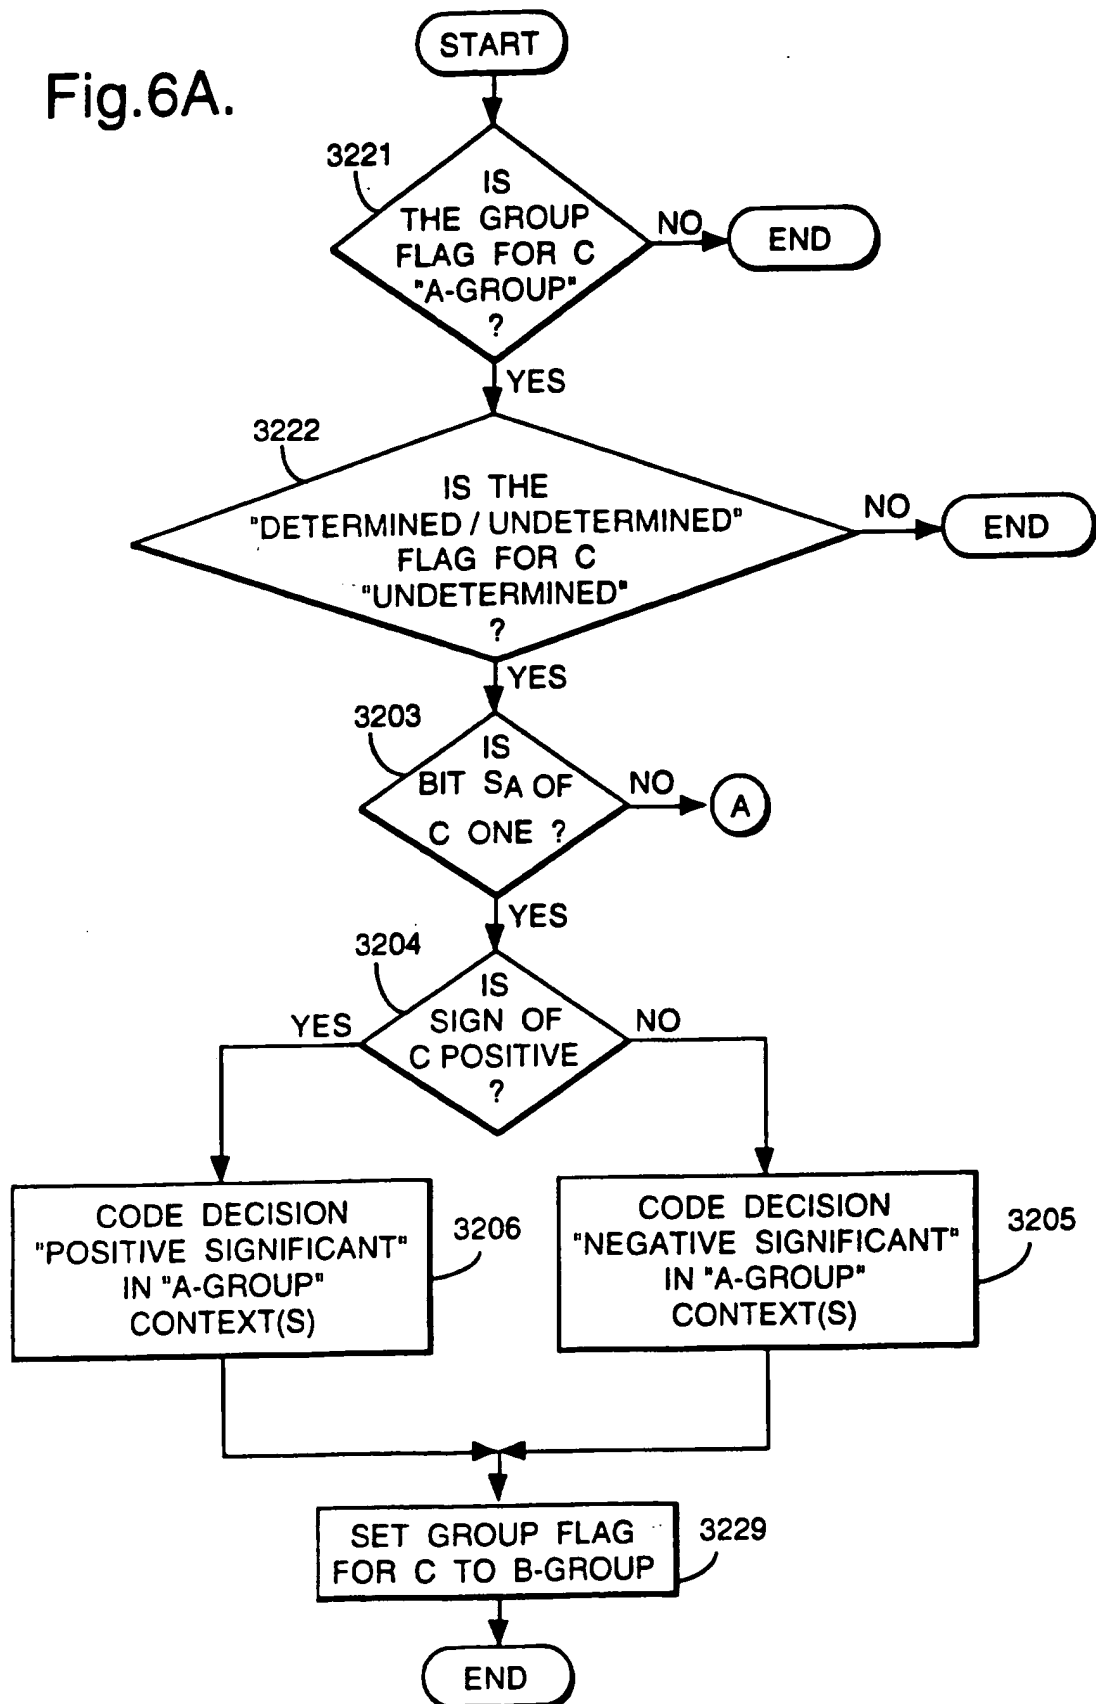 START
Fig.6A.
3221
IS
THE GROUP
FLAG FOR C
"A-GROUP"
?
NO
END
YES
3222
IS THE
"DETERMINED / UNDETERMINED"
FLAG FOR C
"UNDETERMINED"
?
NO
END
YES
3203
IS
BIT SA OF
C ONE ?
NO
A
YES
3204
IS
SIGN OF
C POSITIVE
?
YES
NO
CODE DECISION
"POSITIVE SIGNIFICANT"
IN "A-GROUP"
CONTEXT(S)
3206
CODE DECISION
"NEGATIVE SIGNIFICANT"
IN "A-GROUP"
CONTEXT(S)
3205
SET GROUP FLAG
FOR C TO B-GROUP
3229
END